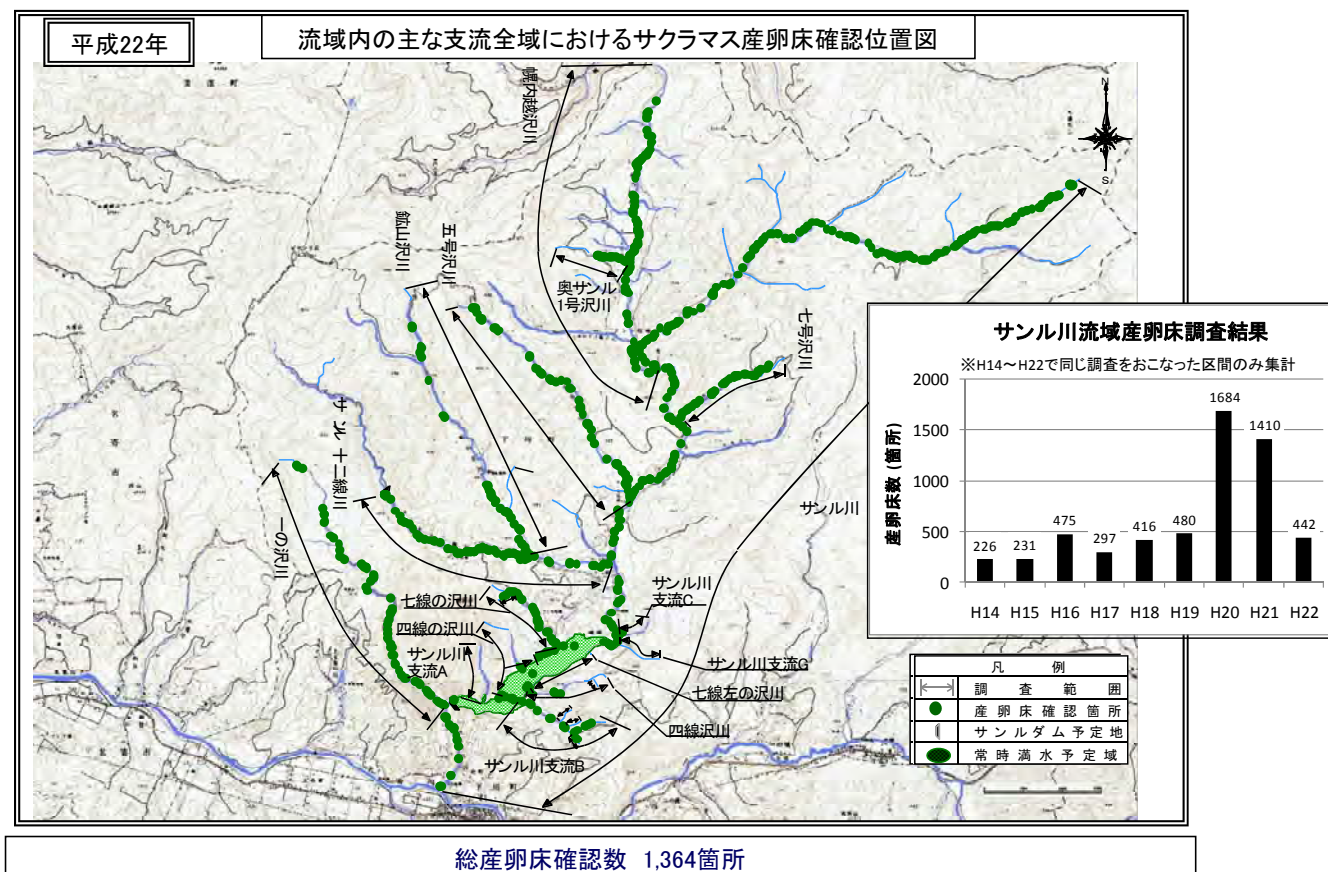 平成22年
流域内の主な支流全域におけるサクラマス産卵床確認位置図
幌内越沢川
N
S
鉱山沢川
五号沢川
奥サンル
1号沢川
七号沢川
サンル十二線川
一の沢川
サンル川
七線の沢川
四線の沢川
サンル川
支流A
サンル川
支流C
サンル川支流G
七線左の沢川
四線沢川
サンル川支流B
サンル川流域産卵床調査結果
※H14～H22で同じ調査をおこなった区間のみ集計
産卵床数(箇所)
2000
1500
1000
500
0
226
231
475
297
416
480
1684
1410
442
H14 H15 H16 H17 H18 H19 H20 H21 H22
凡例
調査範囲
産卵床確認箇所
サンルダム予定地
常時満水予定域
下川町
総産卵床確認数 1,364箇所